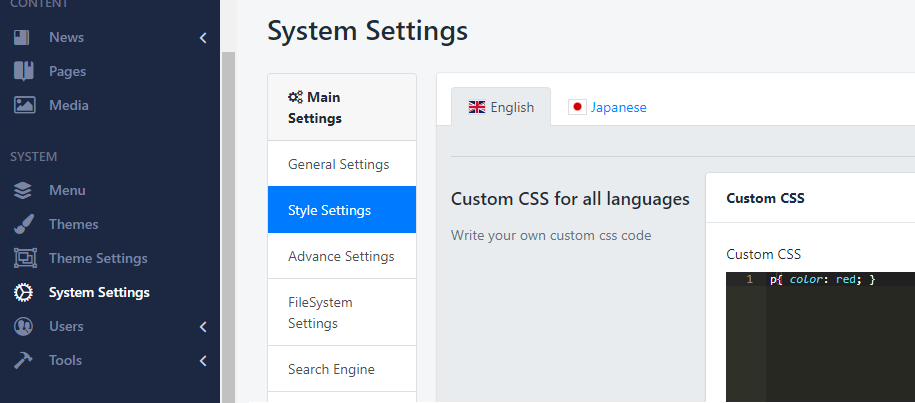 CONTENT
News
Pages
Media
SYSTEM
Menu
Themes
Theme Settings
System Settings
Users
Tools
System Settings
Main
Settings
General Settings
Style Settings
Advance Settings
FileSystem
Settings
Search Engine
English
Japanese
Custom CSS for all languages
Write your own custom css code
Custom CSS
Custom CSS
1 p{ color: red; }